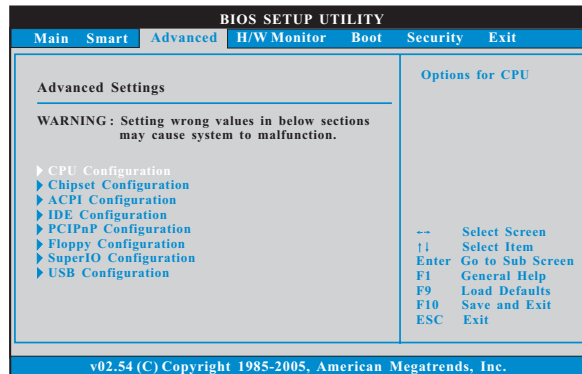 BIOS SETUP UTILITY
Main Smart Advanced H/W Monitor Boot Security Exit
Advanced Settings
WARNING : Setting wrong values in below sections
may cause system to malfunction.
CPU Configuration
Chipset Configuration
ACPI Configuration
IDE Configuration
PCIPnP Configuration
Floppy Configuration
SuperIO Configuration
USB Configuration
Options for CPU
←→ Select Screen
↑↓ Select Item
Enter Go to Sub Screen
F1 General Help
F9 Load Defaults
F10 Save and Exit
ESC Exit
v02.54 (C) Copyright 1985-2005, American Megatrends, Inc.